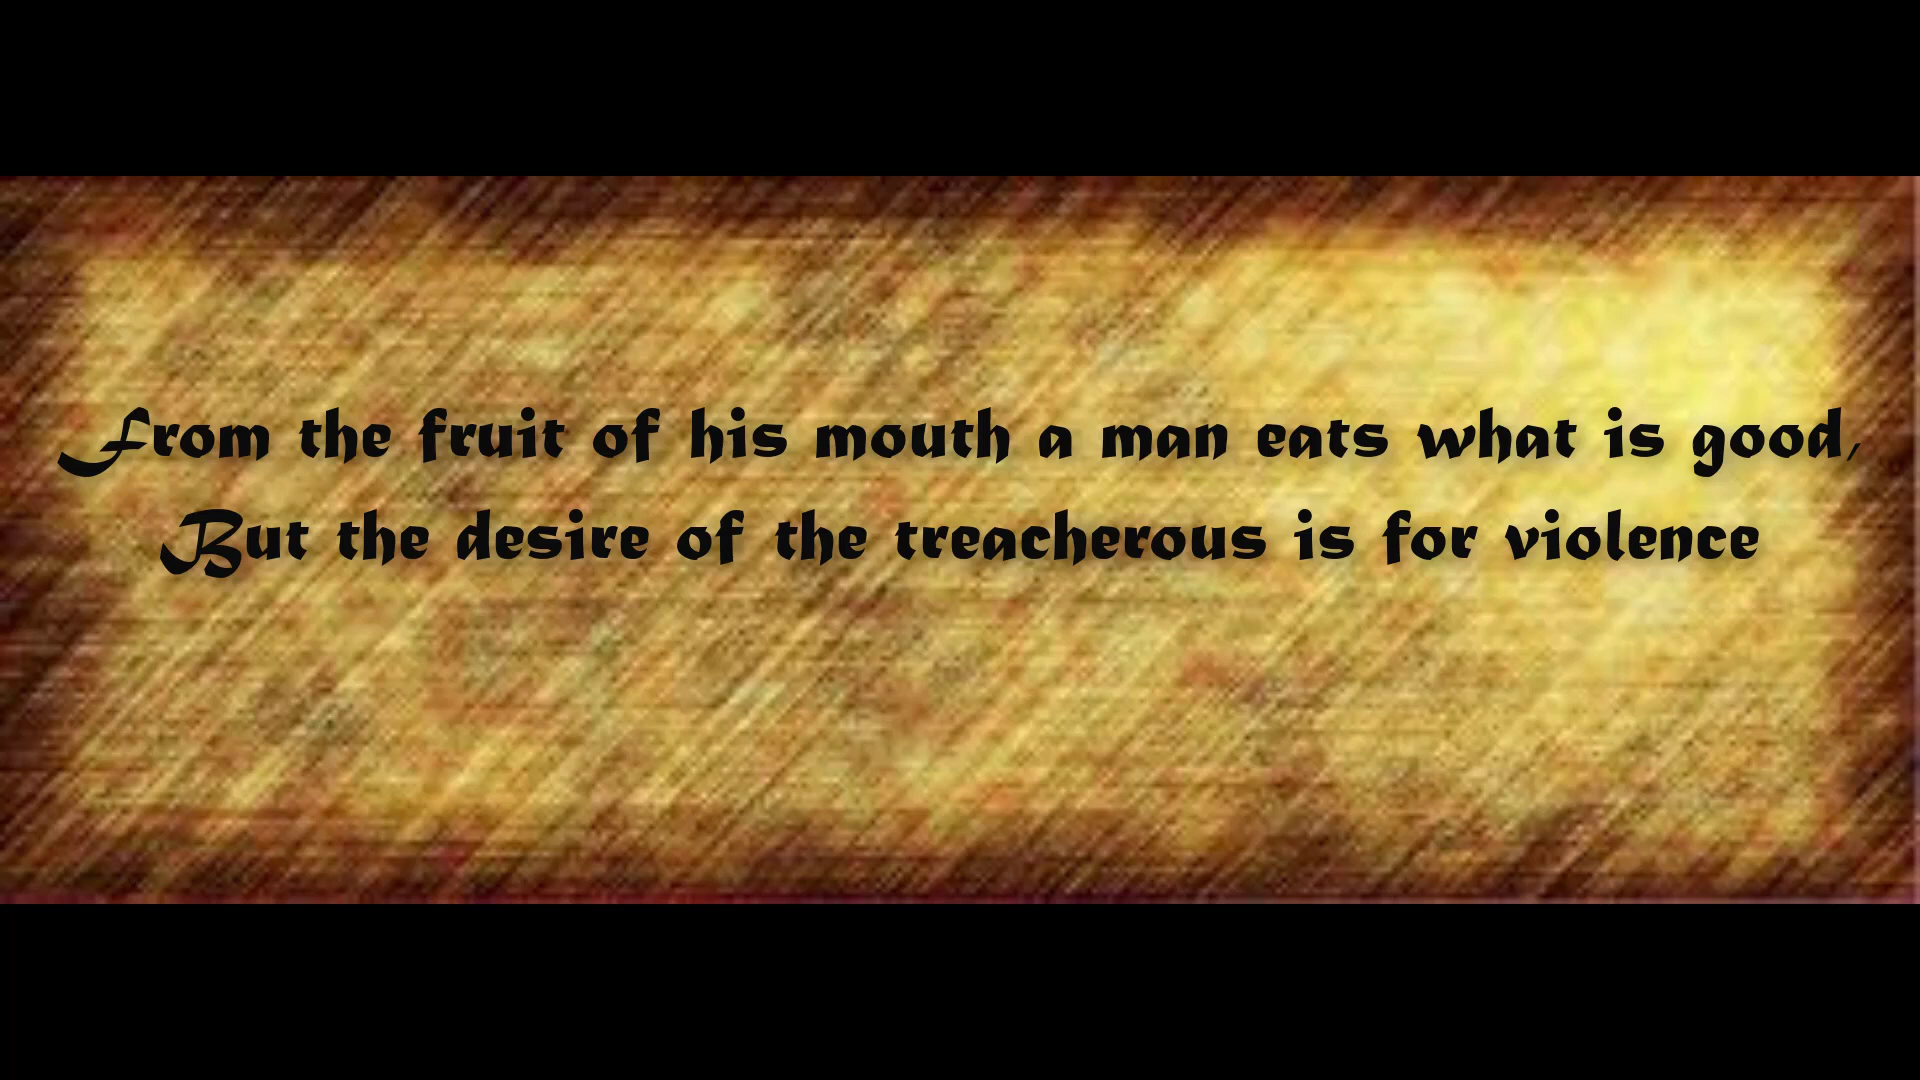 From the fruit of his mouth a man eats what is good,
But the desire of the treacherous is for violence